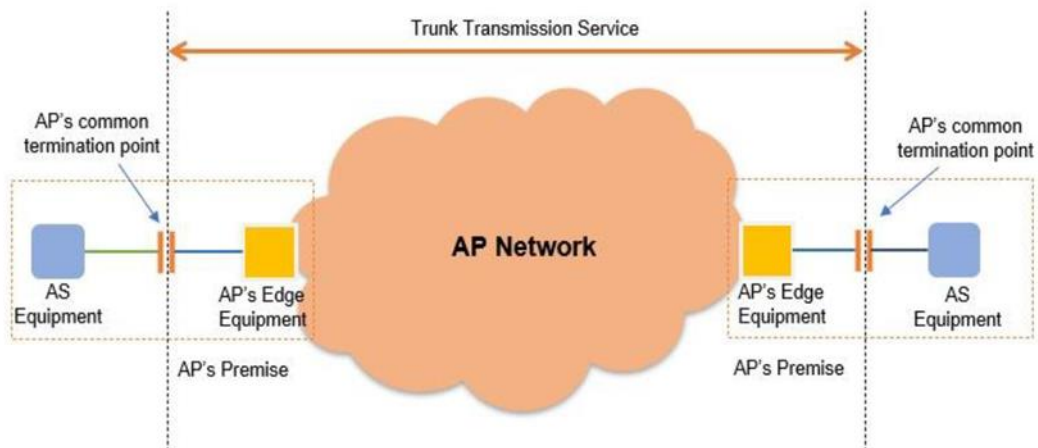 Trunk Transmission Service
AP's common
termination point
AP's common
termination point
AP Network
AS
Equipment
AP's Edge
Equipment
AP's Edge
Equipment
AS
Equipment
AP's Premise
AP's Premise